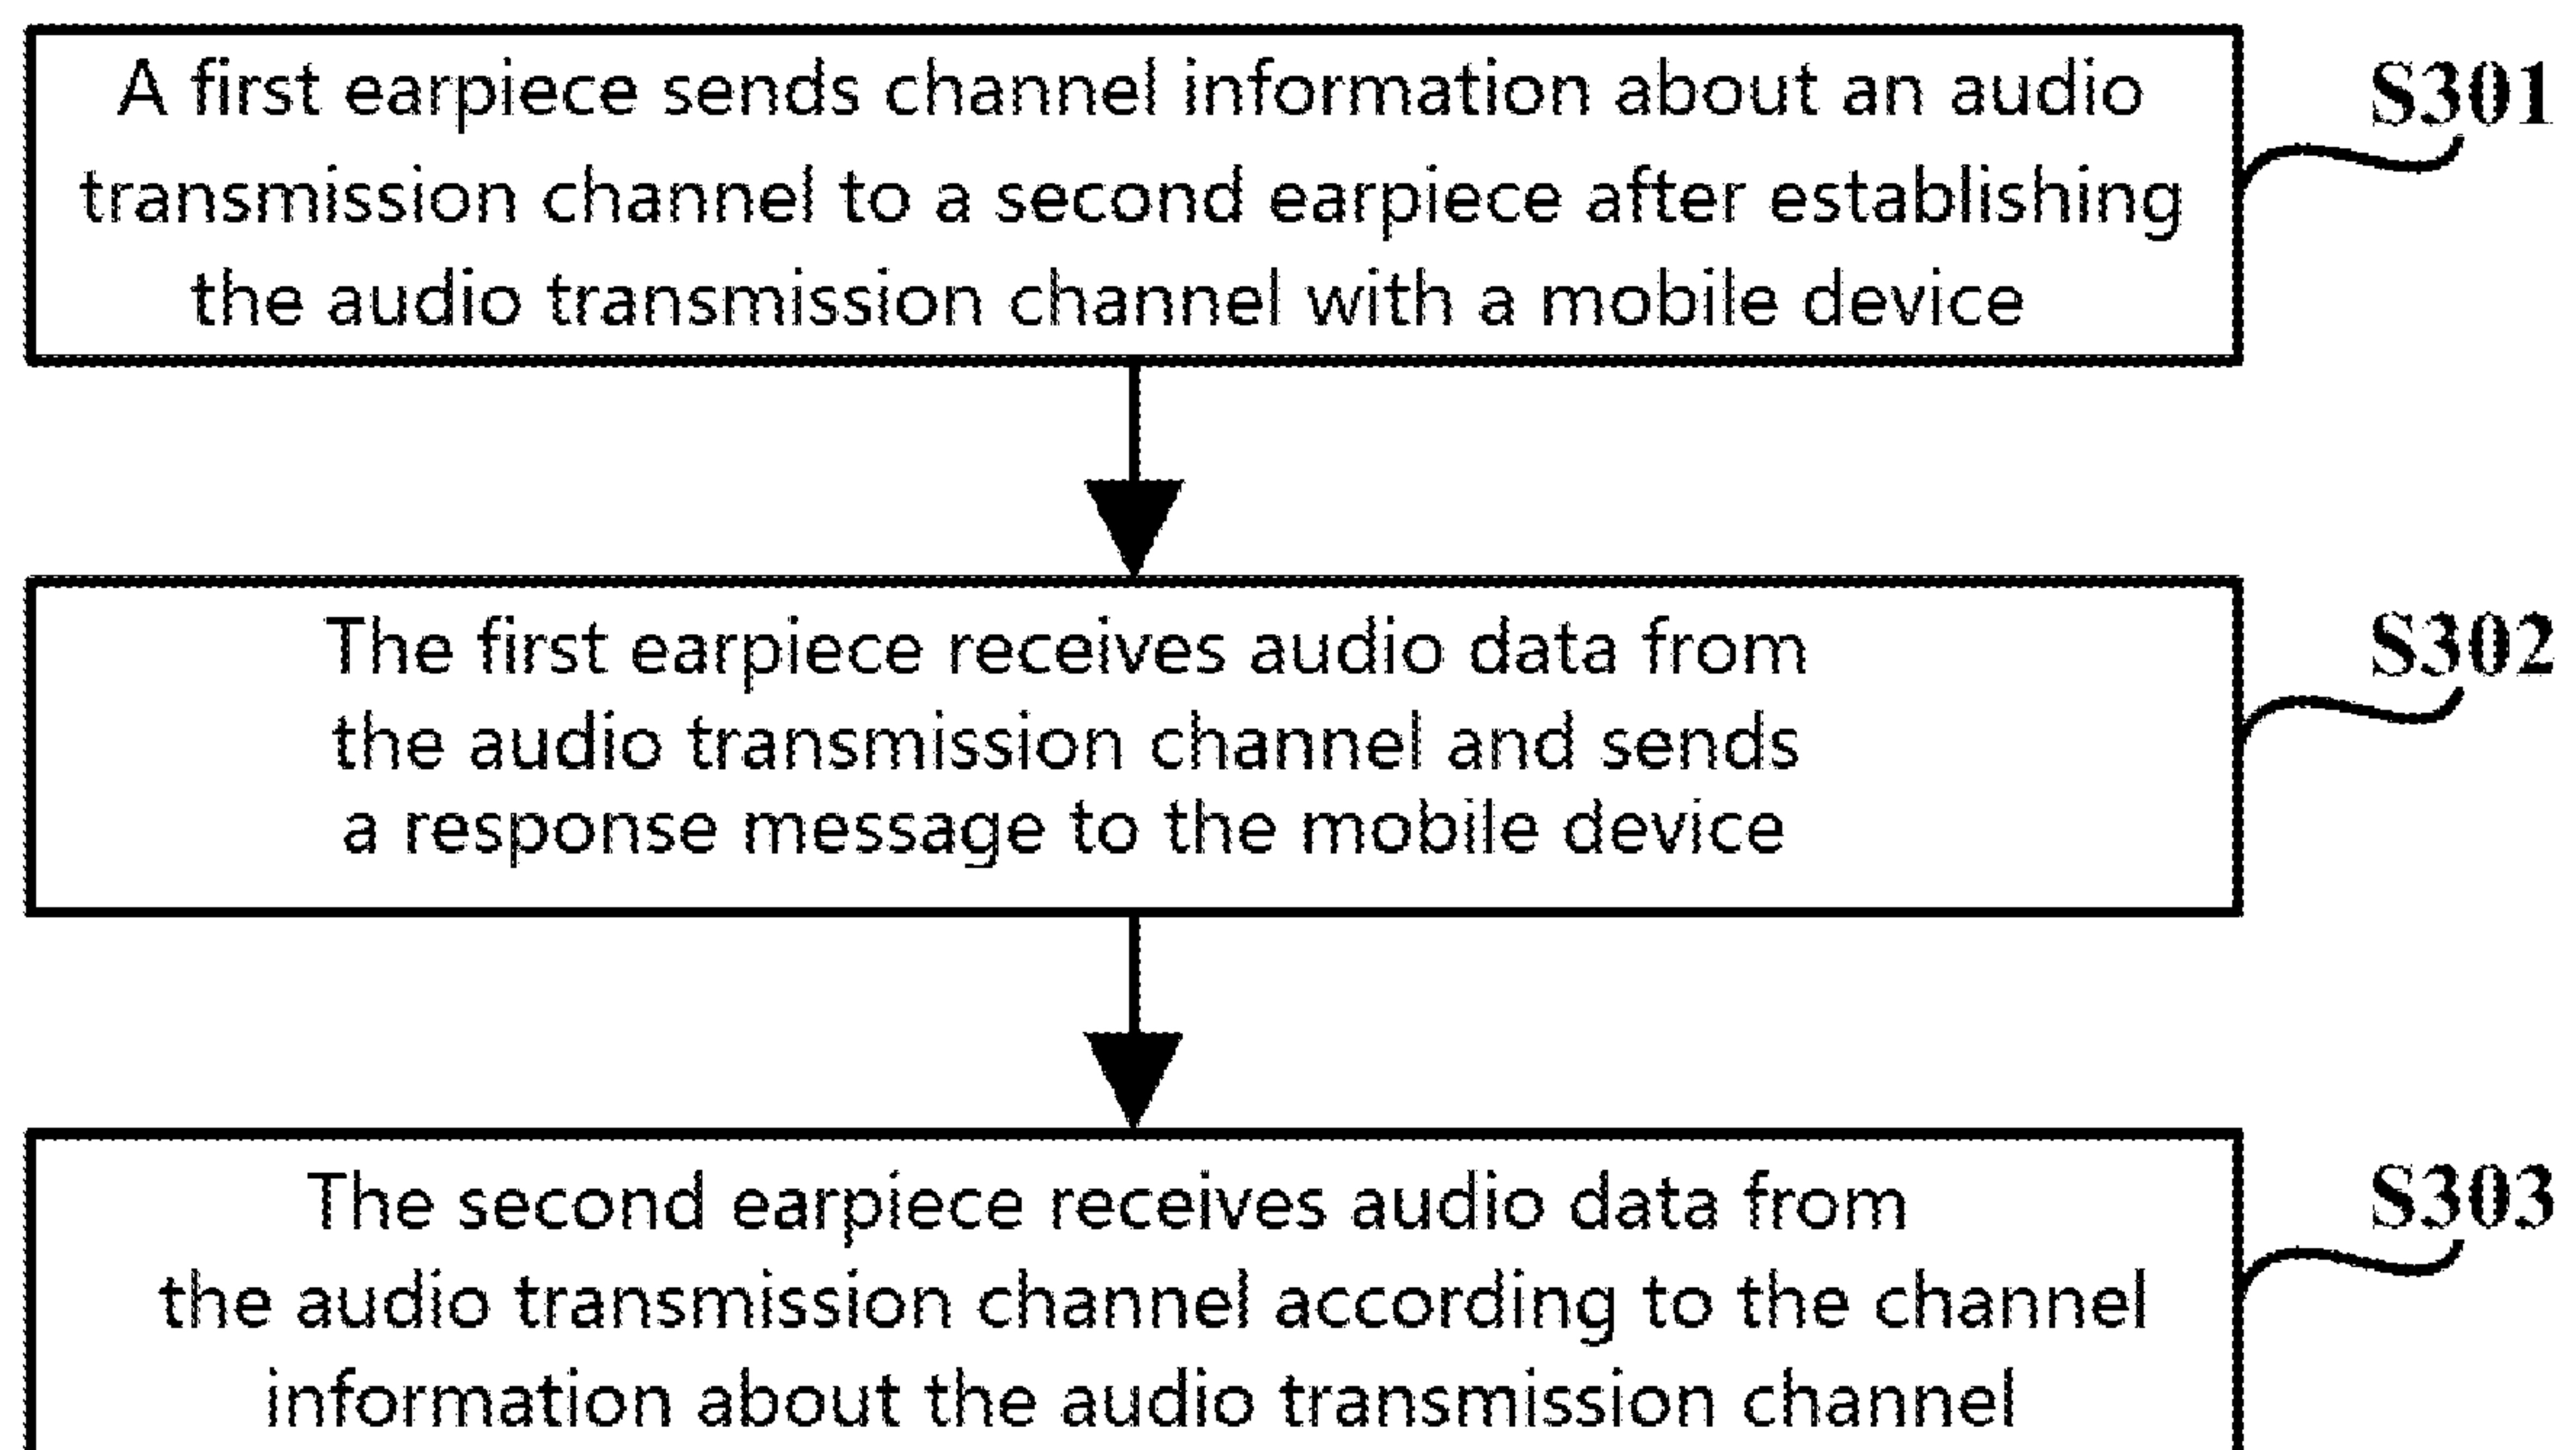 A first earpiece sends channel information about an audio
transmission channel to a second earpiece after establishing
the audio transmission channel with a mobile device
S301
The first earpiece receives audio data from
the audio transmission channel and sends
a response message to the mobile device
S302
The second earpiece receives audio data from
the audio transmission channel according to the channel
information about the audio transmission channel
S303